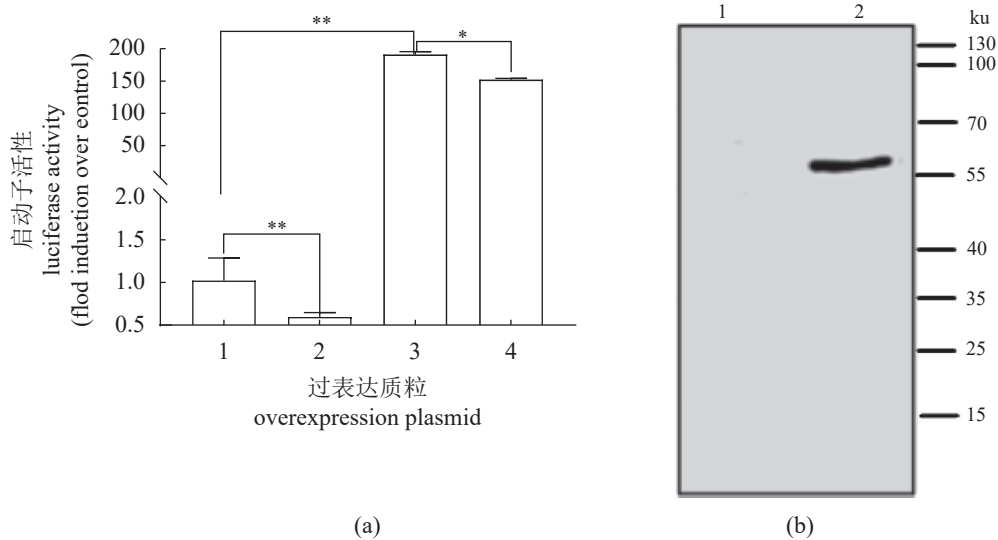 启动子活性
luciferase activity
(flod induetion over control)
200
150
100
50
2.0
1.5
1.0
0.5
**
*
**
1 2 3 4
过表达质粒
overexpression plasmid
(a)
1 2 ku
130
100
70
55
40
35
25
15
(b)